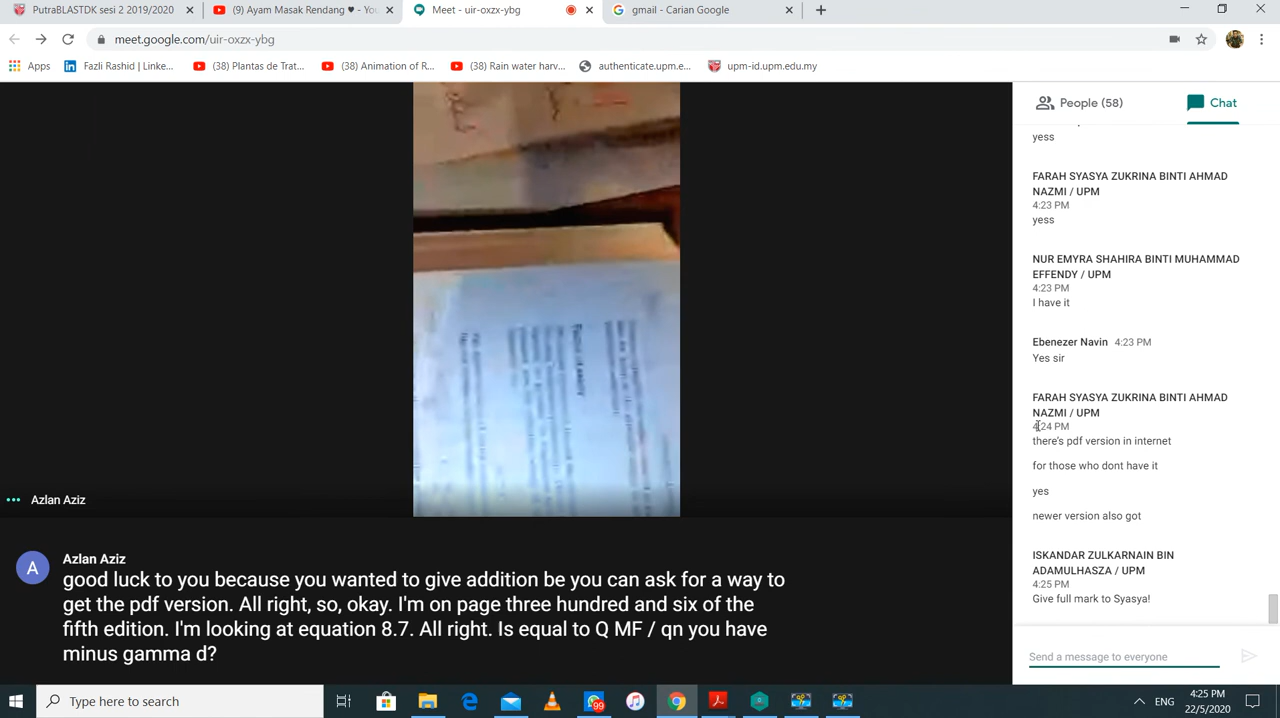 PutraBLASTDK sesi 2 2019/2020
(9) Ayam Masak Rendang ♥ - You
Meet - uir-oxzx-ybg
gmail - Carian Google
meet.google.com/uir-oxzx-ybg
Apps
Fazli Rashid | Linke...
(38) Plantas de Trat...
(38) Animation of R...
(38) Rain water harv...
authenticate.upm.e...
upm-id.upm.edu.my
People (58)
Chat
yess
FARAH SYASYA ZUKRINA BINTI AHMAD
NAZMI / UPM
4:23 PM
yess
NUR EMYRA SHAHIRA BINTI MUHAMMAD
EFFENDY / UPM
4:23 PM
I have it
Ebenezer Navin 4:23 PM
Yes sir
FARAH SYASYA ZUKRINA BINTI AHMAD
NAZMI / UPM
4:24 PM
there's pdf version in internet
for those who dont have it
yes
newer version also got
ISKANDAR ZULKARNAIN BIN
ADAMULHASZA / UPM
4:25 PM
Give full mark to Syasya!
Send a message to everyone
Azlan Aziz
A
Azlan Aziz
good luck to you because you wanted to give addition be you can ask for a way to
get the pdf version. All right, so, okay. I'm on page three hundred and six of the
fifth edition. I'm looking at equation 8.7. All right. Is equal to Q MF / qn you have
minus gamma d?
Type here to search
99
ENG
4:25 PM
22/5/2020